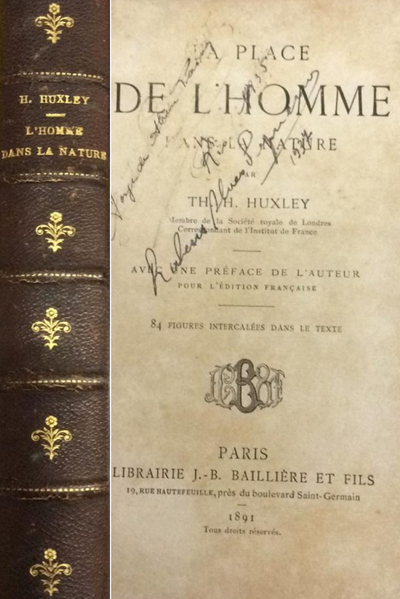 H. HUXLEY
L'HOMME
DANS LA NATURE
LA PLACE
DE L'HOMME
DANS LA NATURE
PAR
TH. H. HUXLEY
Membre de la Société royale de Londres
Correspondant de l'Institut de France
AVEC UNE PRÉFACE DE L'AUTEUR
POUR L'ÉDITION FRANÇAISE
84 FIGURES INTERCALÉES DANS LE TEXTE
PARIS
LIBRAIRIE J.-B. BAILLIÈRE ET FILS
19, RUE HAUTEFEUILLE, près du boulevard Saint-Germain
1891
Tous droits réservés.